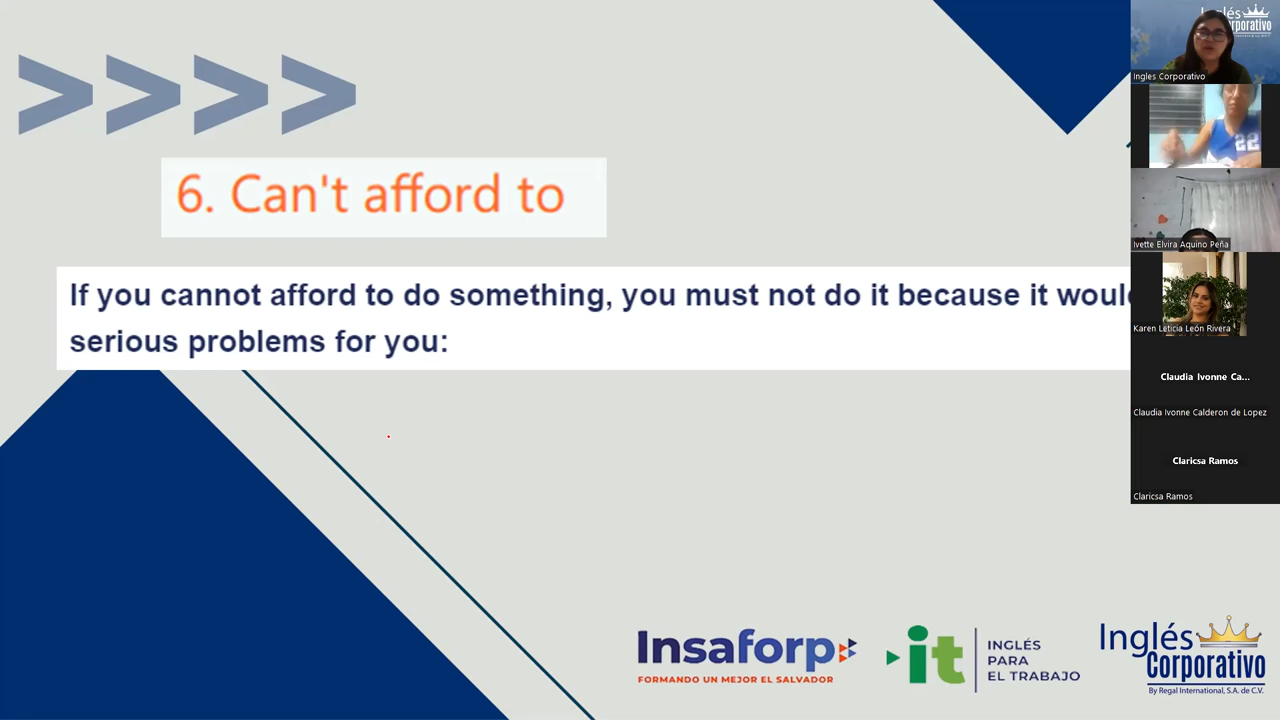 >>>>
6. Can't afford to
If you cannot afford to do something, you must not do it because it would
serious problems for you:
Inglés
Corporativo
Ingles Corporativo
22
Ivette Elvira Aquino Peña
Karen Leticia León Rivera
Claudia Ivonne Ca...
Claudia Ivonne Calderon de Lopez
Claricsa Ramos
Claricsa Ramos
Insaforp
FORMANDO UN MEJOR EL SALVADOR
it
INGLÉS
PARA
EL TRABAJO
Inglés
Corporativo
By Regal International, S.A. de C.V.